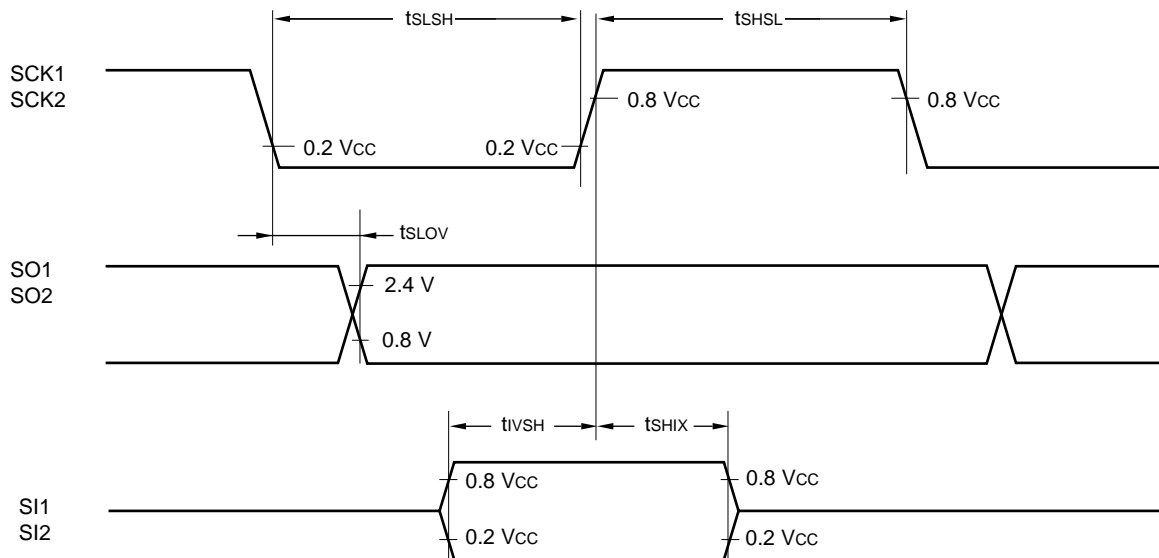 tSLSH tSHSL
SCK1
SCK2
0.8 VCC 0.8 VCC
0.2 VCC 0.2 VCC
tSLOV
SO1
SO2
2.4 V
0.8 V
tIVSH tSHIX
0.8 VCC 0.8 VCC
SI1
SI2
0.2 VCC 0.2 VCC